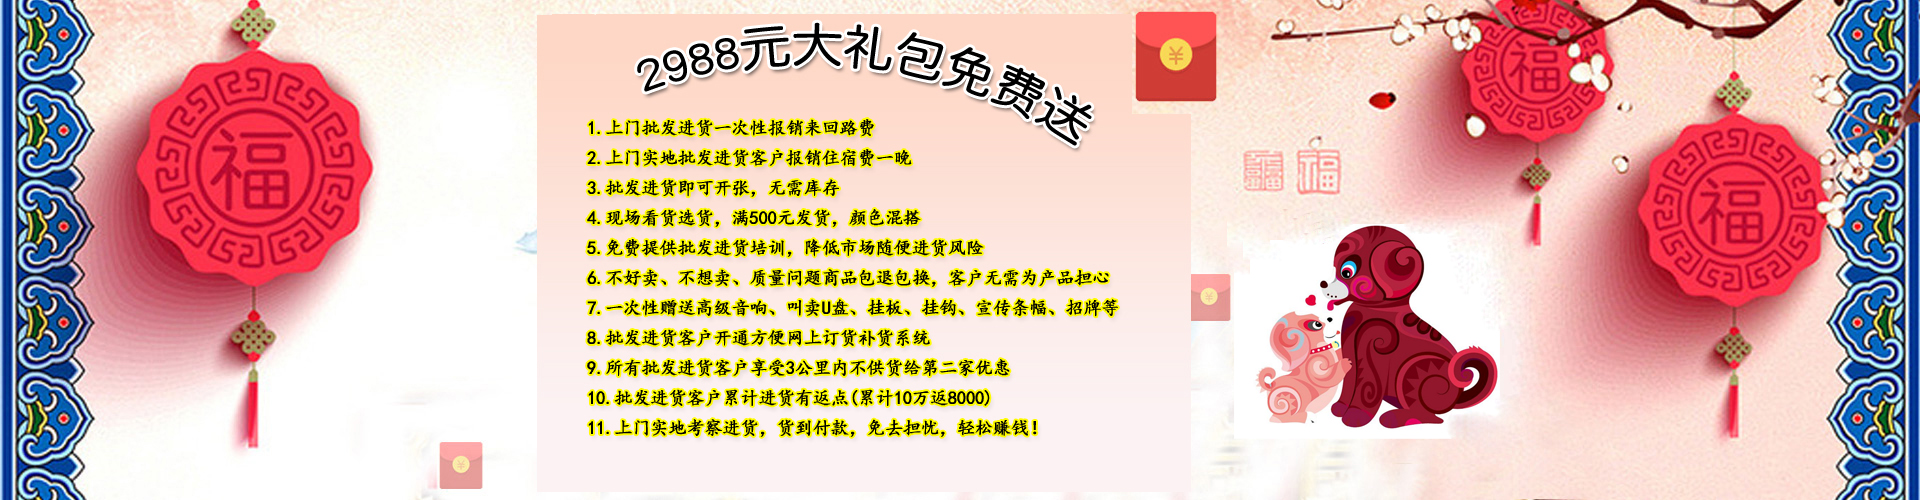 2988元大礼包免费送
1.上门批发进货一次性报销来回路费
2.上门实地批发进货客户报销住宿费一晚
3.批发进货即可开张，无需库存
4.现场看货选货，满500元发货，颜色混搭
5.免费提供批发进货培训，降低市场随便进货风险
6.不好卖、不想卖、质量问题商品包退包换，客户无需为产品担心
7.一次性赠送高级音响、叫卖U盘、挂板、挂钩、宣传条幅、招牌等
8.批发进货客户开通方便网上订货补货系统
9.所有批发进货客户享受3公里内不供货给第二家优惠
10.批发进货客户累计进货有返点(累计10万返8000)
11.上门实地考察进货，货到付款，免去担忧，轻松赚钱！
福
福
福
福
¥
¥
¥